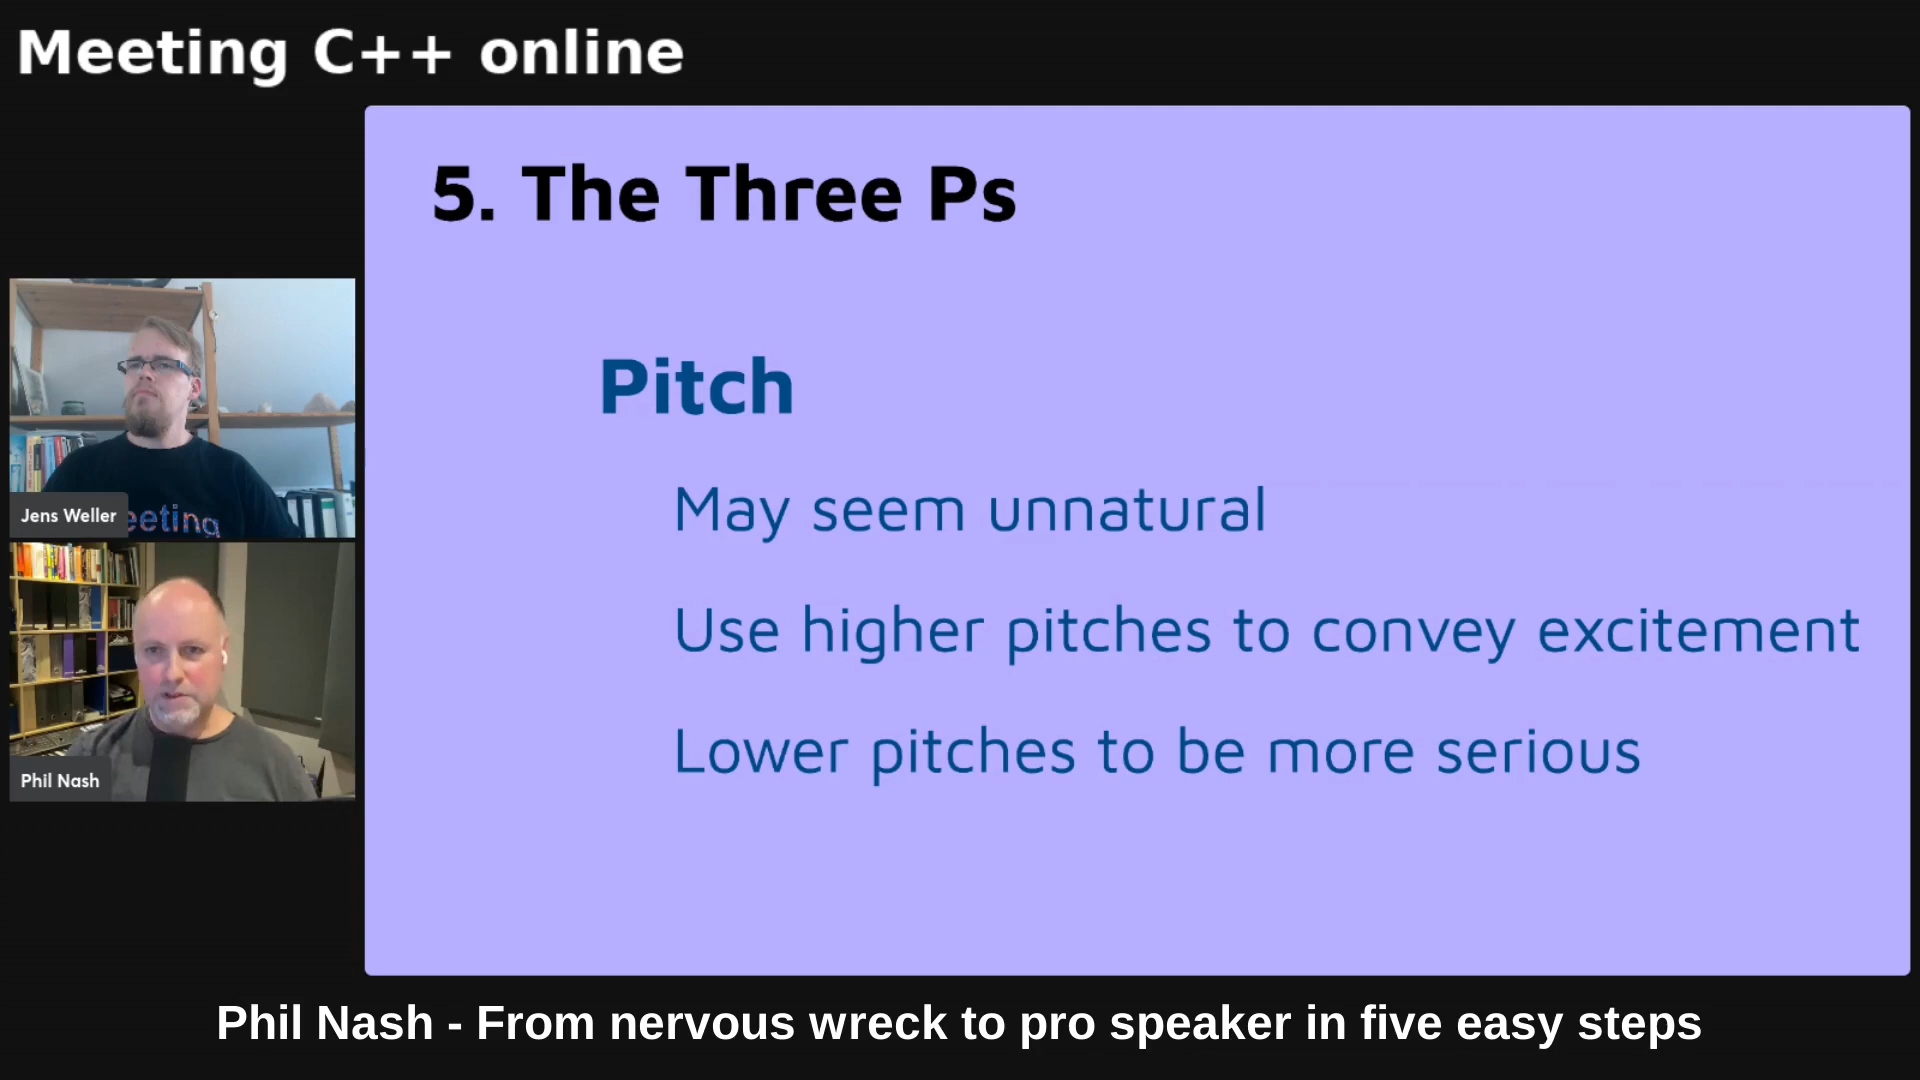 Meeting C++ online
5. The Three Ps
Pitch
May seem unnatural
Use higher pitches to convey excitement
Lower pitches to be more serious
Jens Weller
eeting
Phil Nash
Phil Nash - From nervous wreck to pro speaker in five easy steps